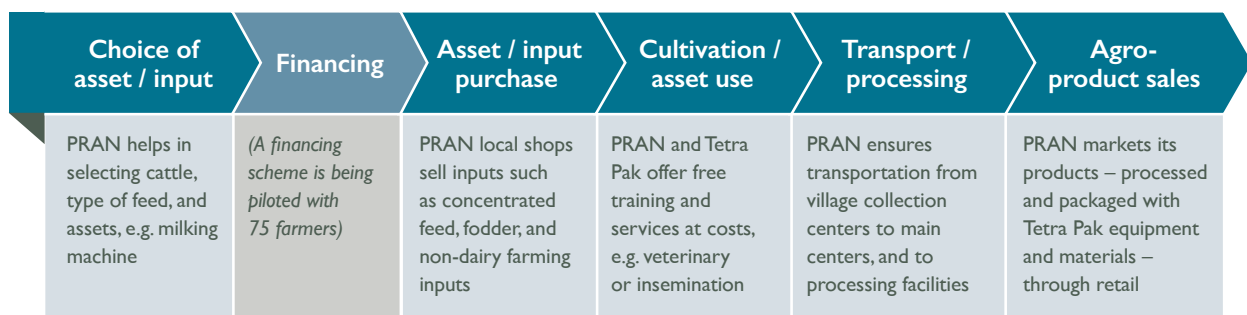 Choice of
asset / input
Financing
Asset / input
purchase
Cultivation /
asset use
Transport /
processing
Agro-
product sales
PRAN helps in
selecting cattle,
type of feed, and
assets, e.g. milking
machine
(A financing
scheme is being
piloted with
75 farmers)
PRAN local shops
sell inputs such
as concentrated
feed, fodder, and
non-dairy farming
inputs
PRAN and Tetra
Pak offer free
training and
services at costs,
e.g. veterinary
or insemination
PRAN ensures
transportation from
village collection
centers to main
centers, and to
processing facilities
PRAN markets its
products – processed
and packaged with
Tetra Pak equipment
and materials –
through retail